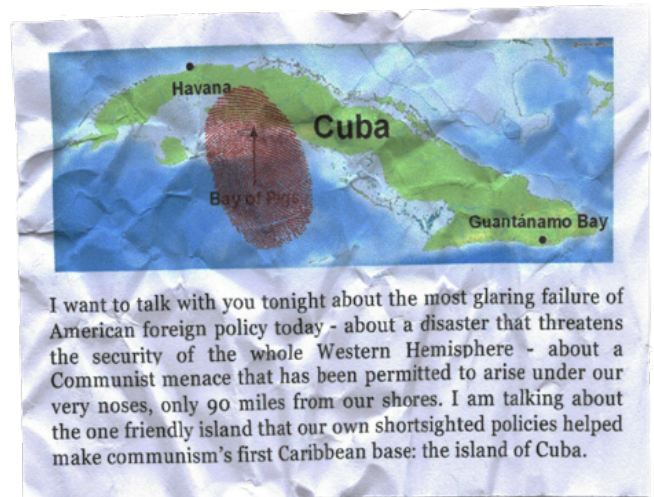 Havana
Cuba
Bay of Pigs
Guantánamo Bay
I want to talk with you tonight about the most glaring failure of
American foreign policy today - about a disaster that threatens
the security of the whole Western Hemisphere - about a
Communist menace that has been permitted to arise under our
very noses, only 90 miles from our shores. I am talking about
the one friendly island that our own shortsighted policies helped
make communism's first Caribbean base: the island of Cuba.